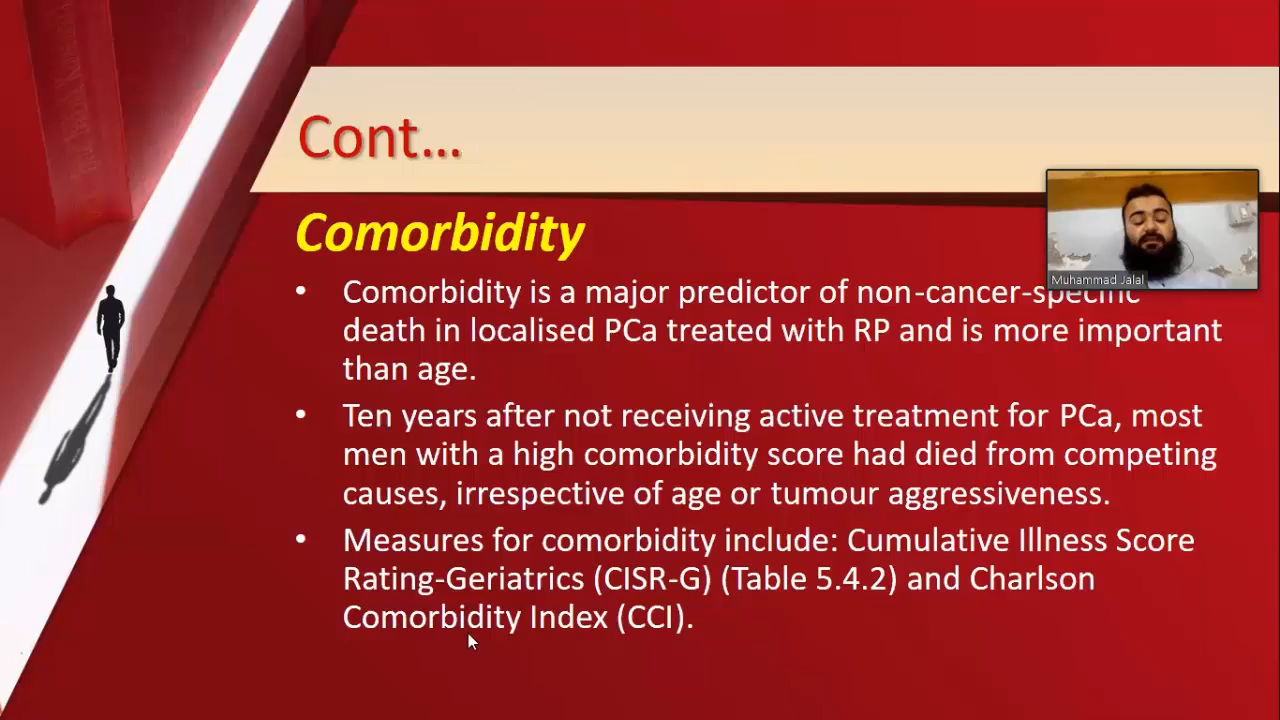 Cont...
Muhammad Jalal
Comorbidity
• Comorbidity is a major predictor of non-cancer-specific
death in localised PCa treated with RP and is more important
than age.
• Ten years after not receiving active treatment for PCa, most
men with a high comorbidity score had died from competing
causes, irrespective of age or tumour aggressiveness.
• Measures for comorbidity include: Cumulative Illness Score
Rating-Geriatrics (CISR-G) (Table 5.4.2) and Charlson
Comorbidity Index (CCI).